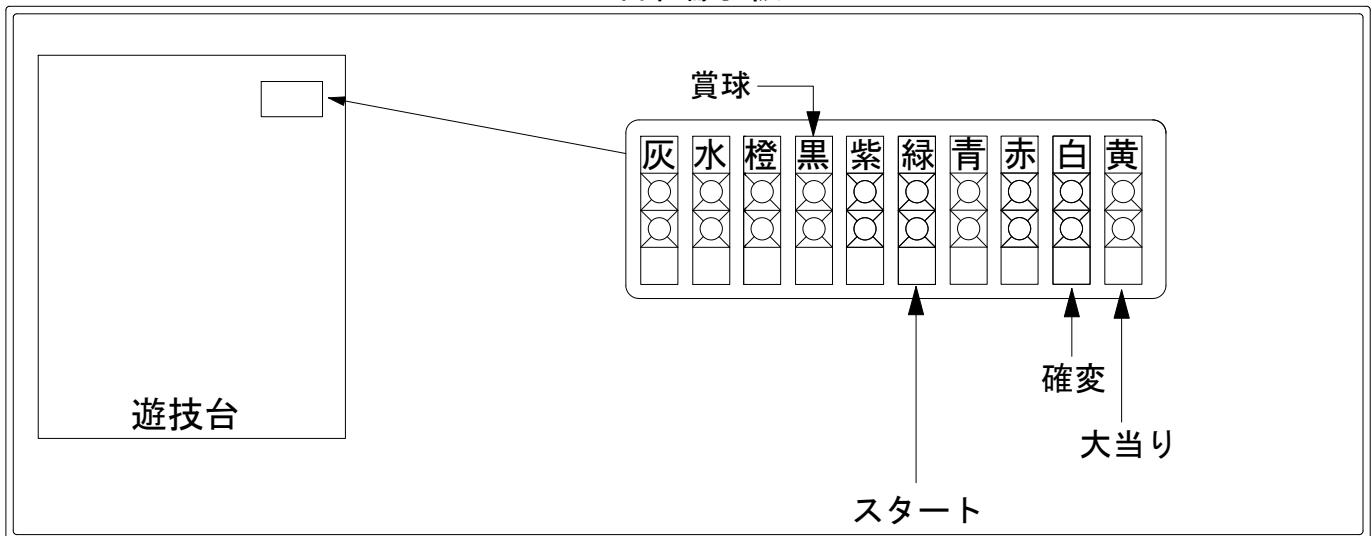 賞球
灰 水 橙 黒 紫 緑 青 赤 白 黄
確変
遊技台
大当り
スタート